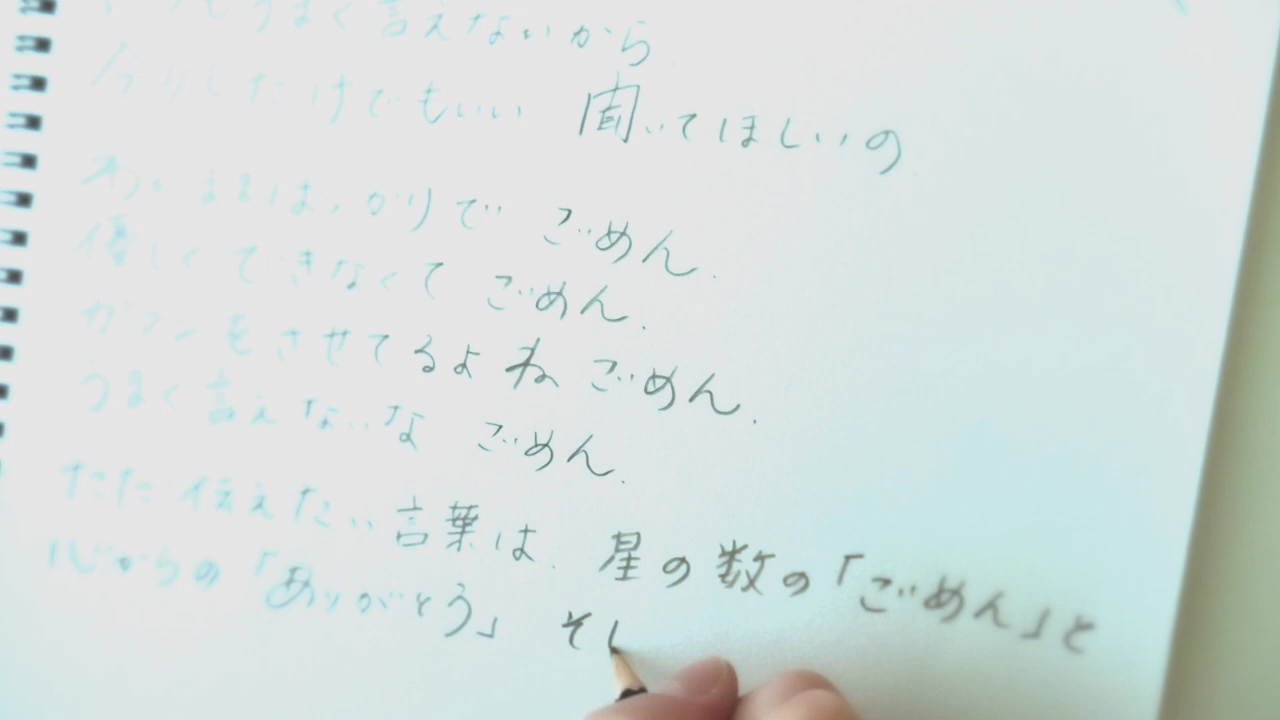 うまく言えないから
少しだけでもいい 聞いてほしいの
わがままばっかりで ごめん.
優しくできなくて ごめん.
ガマンをさせてるよね ごめん.
うまく言えないな ごめん.
ただ伝えたい言葉は. 星の数の「ごめん」と
心からの「ありがとう」 そし